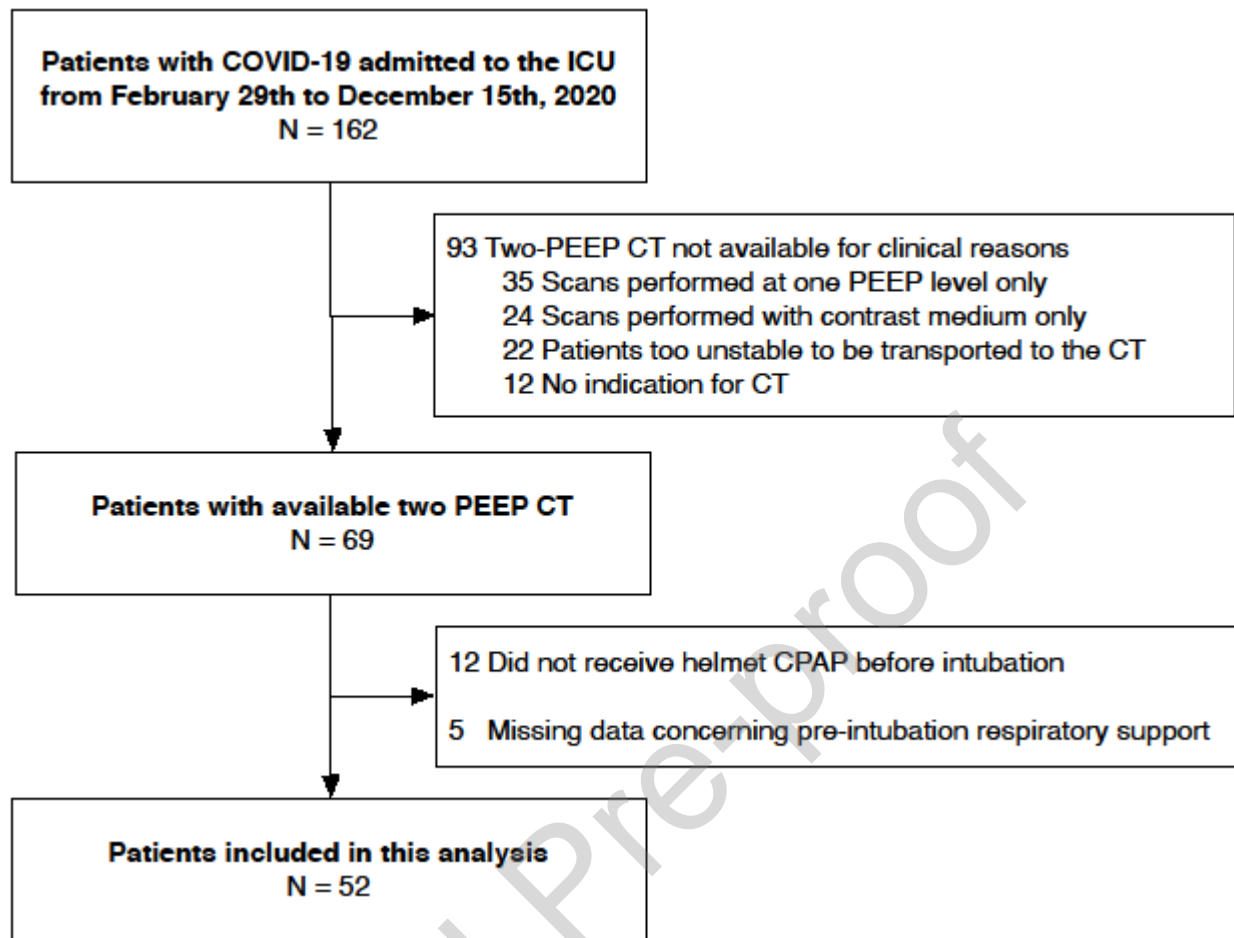 Patients with COVID-19 admitted to the ICU
from February 29th to December 15th, 2020
N = 162
93 Two-PEEP CT not available for clinical reasons
35 Scans performed at one PEEP level only
24 Scans performed with contrast medium only
22 Patients too unstable to be transported to the CT
12 No indication for CT
Patients with available two PEEP CT
N = 69
12 Did not receive helmet CPAP before intubation
5 Missing data concerning pre-intubation respiratory support
Patients included in this analysis
N = 52
Pre-proof